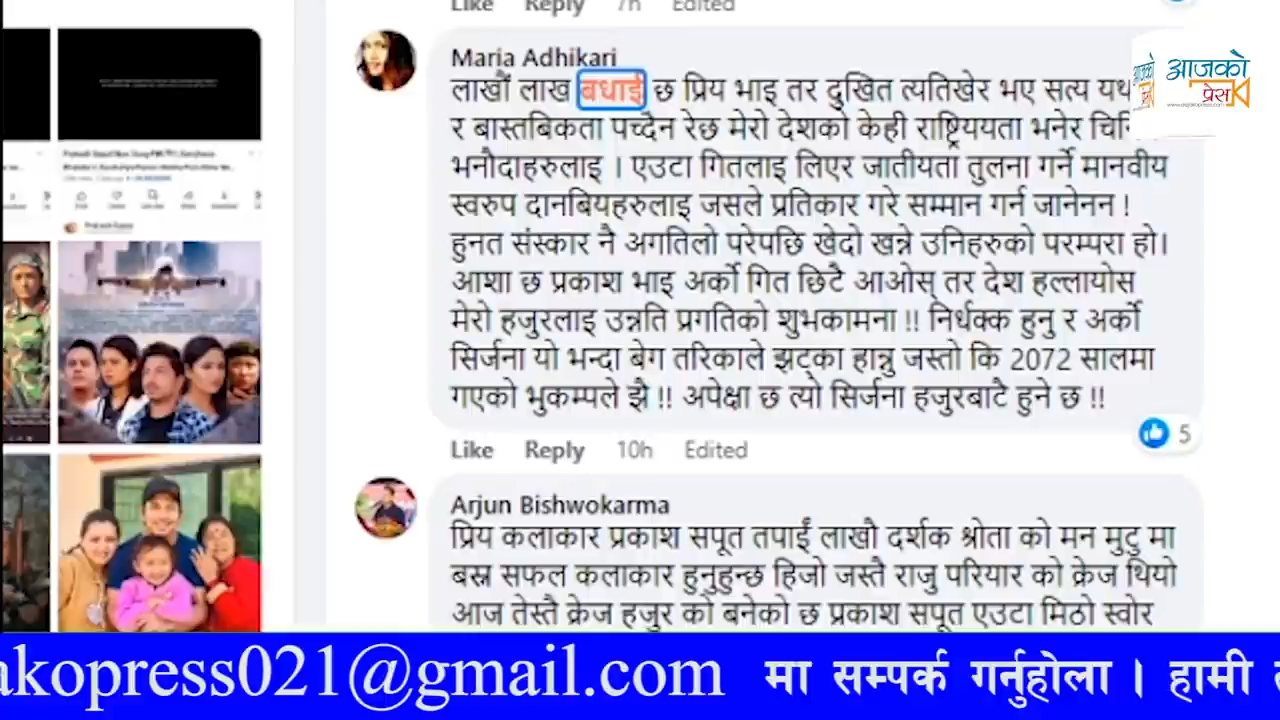 Like Reply 7h Edited
Maria Adhikari
लाखौं लाख बधाई छ प्रिय भाइ तर दुखित त्यतिखेर भए सत्य यथ
र बास्तबिकता पच्दैन रेछ मेरो देशको केही राष्ट्रिययता भनेर
भनौदाहरुलाइ । एउटा गितलाइ लिएर जातीयता तुलना गर्ने मानवीय
स्वरुप दानबियहरुलाइ जसले प्रतिकार गरे सम्मान गर्न जानेनन !
हुनत संस्कार नै अगतिलो परेपछि खेदो खन्ने उनिहरुको परम्परा हो।
आशा छ प्रकाश भाइ अर्को गित छिटै आओस् तर देश हल्लायोस
मेरो हजुरलाइ उन्नति प्रगतिको शुभकामना !! निर्धक्क हुनु र अर्को
सिर्जना यो भन्दा बेग तरिकाले झट्का हान्नु जस्तो कि 2072 सालमा
गएको भुकम्पले झै !! अपेक्षा छ त्यो सिर्जना हजुरबाटै हुने छ !!
5
Like Reply 10h Edited
Arjun Bishwokarma
प्रिय कलाकार प्रकाश सपूत तपाईं लाखौ दर्शक श्रोता को मन मुटु मा
बस्न सफल कलाकार हुनुहुन्छ हिजो जस्तै राजु परियार को क्रेज थियो
आज तेस्तै क्रेज हजुर को बनेको छ प्रकाश सपूत एउटा मिठो स्वोर
आजको
प्रेस
akopress021@gmail.com मा सम्पर्क गर्नुहोला । हामी